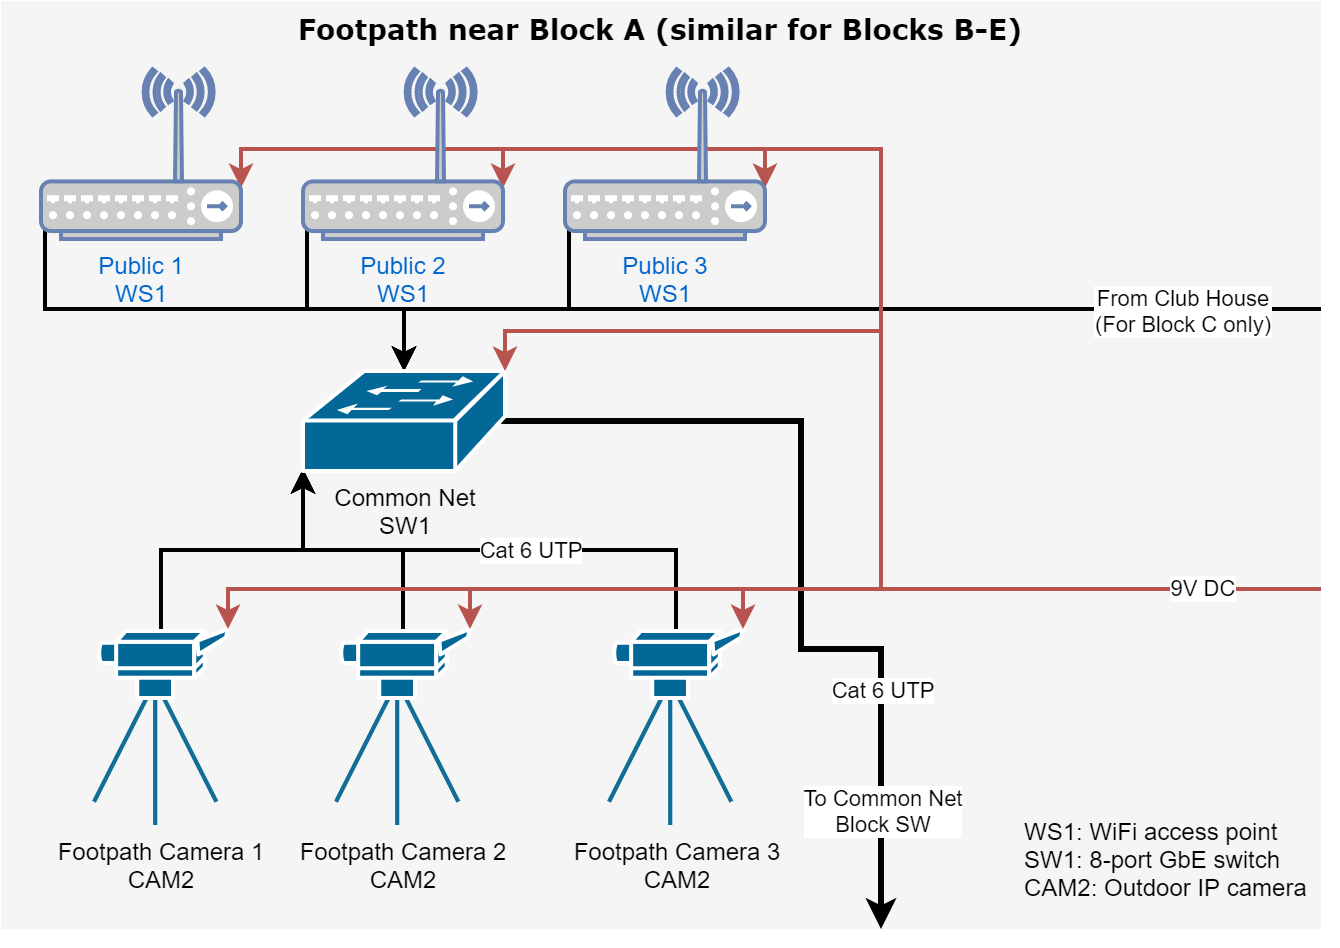 Footpath near Block A (similar for Blocks B-E)
Public 1
WS1
Public 2
WS1
Public 3
WS1
From Club House
(For Block C only)
Common Net
SW1
Cat 6 UTP
9V DC
Cat 6 UTP
To Common Net
Block SW
Footpath Camera 1
CAM2
Footpath Camera 2
CAM2
Footpath Camera 3
CAM2
WS1: WiFi access point
SW1: 8-port GbE switch
CAM2: Outdoor IP camera